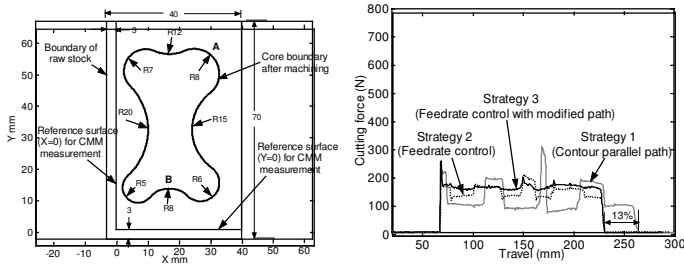 40
3
R12
A
Boundary of
raw stock
Core boundary
after machining
R7
R8
R20
R15
70
Reference surface
(X=0) for CMM
measurement
Reference surface
(Y=0) for CMM
measurement
B
R5
R6
R8
3
60
50
40
30
20
10
0
Y mm
-20
-10
0
10
20
30
40
50
60
X mm
800
700
600
500
400
300
200
100
0
Cutting force (N)
Strategy 3
(Feedrate control with modified path)
Strategy 2
(Feedrate control)
Strategy 1
(Contour parallel path)
13%
50
100
150
200
250
300
Travel (mm)